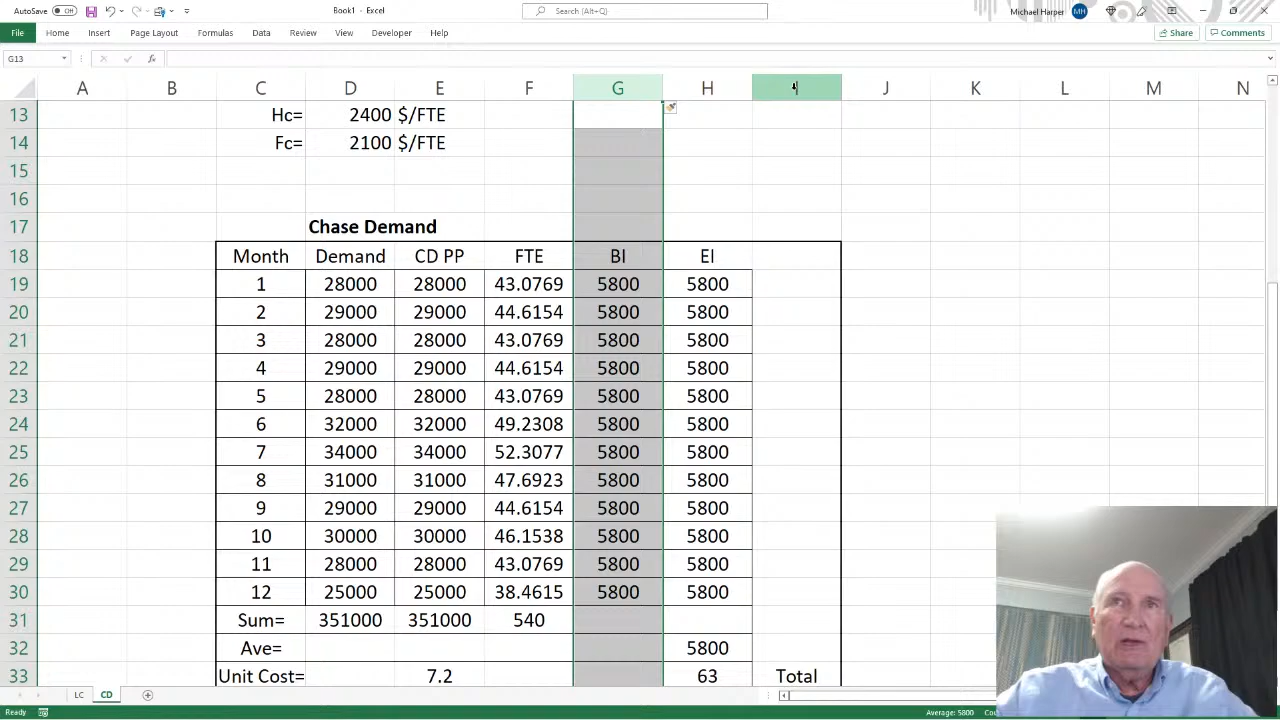 AutoSave Off Book1 - Excel Search (Alt+Q) Michael Harper MH
File Home Insert Page Layout Formulas Data Review View Developer Help Share Comments
G13 fx
A B C D E F G H I J K L M N
13 Hc= 2400 $/FTE
14 Fc= 2100 $/FTE
15
16
17 Chase Demand
18 Month Demand CD PP FTE BI EI
19 1 28000 28000 43.0769 5800 5800
20 2 29000 29000 44.6154 5800 5800
21 3 28000 28000 43.0769 5800 5800
22 4 29000 29000 44.6154 5800 5800
23 5 28000 28000 43.0769 5800 5800
24 6 32000 32000 49.2308 5800 5800
25 7 34000 34000 52.3077 5800 5800
26 8 31000 31000 47.6923 5800 5800
27 9 29000 29000 44.6154 5800 5800
28 10 30000 30000 46.1538 5800 5800
29 11 28000 28000 43.0769 5800 5800
30 12 25000 25000 38.4615 5800 5800
31 Sum= 351000 351000 540
32 Ave= 5800
33 Unit Cost= 7.2 63 Total
LC CD
Ready Average: 5800